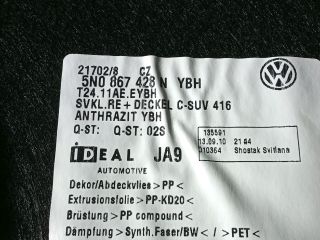 21702/8 CZ
5N0 867 428 N YBH
T24.11AE.EYBH
SVKL.RE+DECKEL C-SUV 416
ANTHRAZIT YBH
Q-ST: Q-ST: 02S
135591
13.09.10 21:54
010364 Shostak Svitlana
iDEAL JA9
AUTOMOTIVE
Dekor/Abdeckvlies >PP<
Extrusionsfolie >PP-KD20<
Brüstung >PP compound<
Dämpfung >Synth.Faser/BW< / >PET<